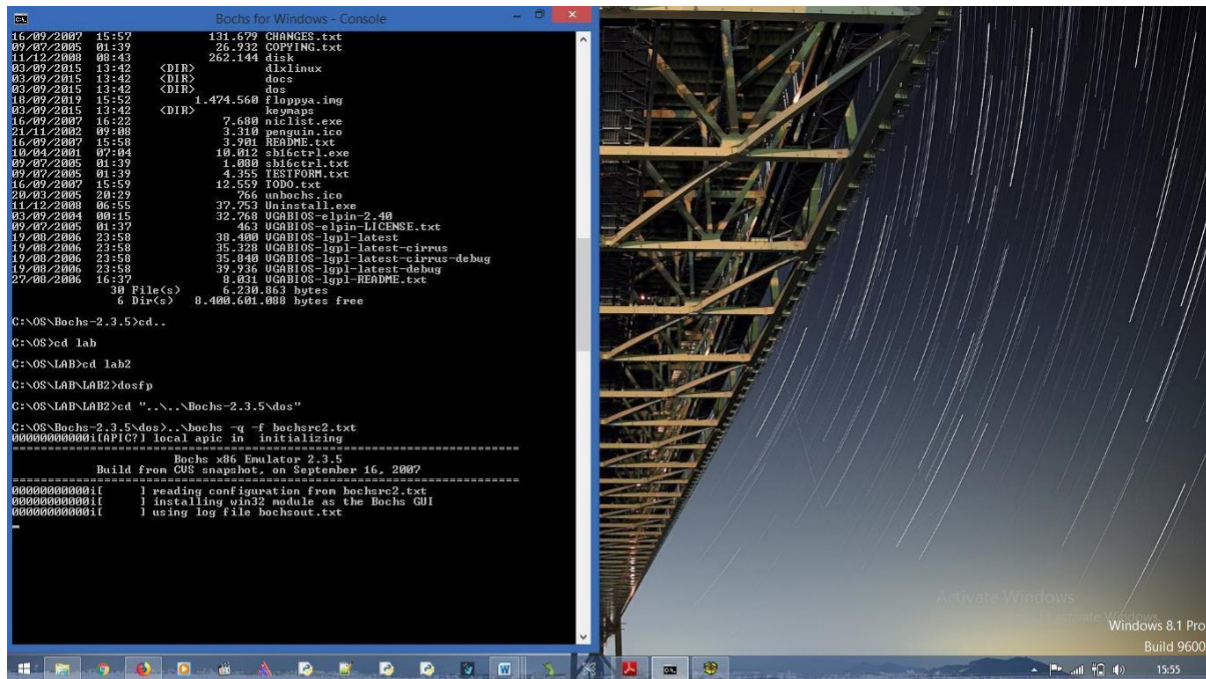 Bochs for Windows - Console
16/09/2007 15:57 131.679 CHANGES.txt
09/07/2005 01:39 26.932 COPYING.txt
11/12/2008 08:43 262.144 disk
03/09/2015 13:42 <DIR> dlxlinux
03/09/2015 13:42 <DIR> docs
03/09/2015 13:42 <DIR> dos
18/09/2019 15:52 1.474.560 floppya.img
03/09/2015 13:42 <DIR> keymaps
16/09/2007 16:22 7.680 niclist.exe
21/11/2002 09:08 3.310 penguin.ico
16/09/2007 15:58 3.901 README.txt
10/04/2001 07:04 10.012 sb16ctrl.exe
09/07/2005 01:39 1.080 sb16ctrl.txt
09/07/2005 01:39 4.355 TESTFORM.txt
16/09/2007 15:59 12.559 TODO.txt
20/03/2005 20:27 766 unbochs.ico
11/12/2008 06:55 37.753 Uninstall.exe
03/09/2004 00:15 32.768 VGABIOS-elpin-2.40
09/07/2005 01:37 463 VGABIOS-elpin-LICENSE.txt
19/08/2006 23:58 38.400 VGABIOS-lgpl-latest
19/08/2006 23:58 35.328 VGABIOS-lgpl-latest-cirrus
19/08/2006 23:58 35.840 VGABIOS-lgpl-latest-cirrus-debug
19/08/2006 23:58 39.936 VGABIOS-lgpl-latest-debug
27/08/2006 16:37 8.031 VGABIOS-lgpl-README.txt
30 File(s) 6.230.863 bytes
6 Dir(s) 8.400.601.088 bytes free
C:\OS\Bochs-2.3.5>cd..
C:\OS>cd lab
C:\OS\LAB>cd lab2
C:\OS\LAB\LAB2>dosfp
C:\OS\LAB\LAB2>cd "..\..\Bochs-2.3.5\dos"
C:\OS\Bochs-2.3.5\dos>..\bochs -q -f bochsrc2.txt
00000000000i[APIC?] local apic in initializing
========================================================================
Bochs x86 Emulator 2.3.5
Build from CVS snapshot, on September 16, 2007
========================================================================
00000000000i[ ] reading configuration from bochsrc2.txt
00000000000i[ ] installing win32 module as the Bochs GUI
00000000000i[ ] using log file bochsout.txt
Activate Windows
Windows 8.1 Pro
Build 9600
15:55